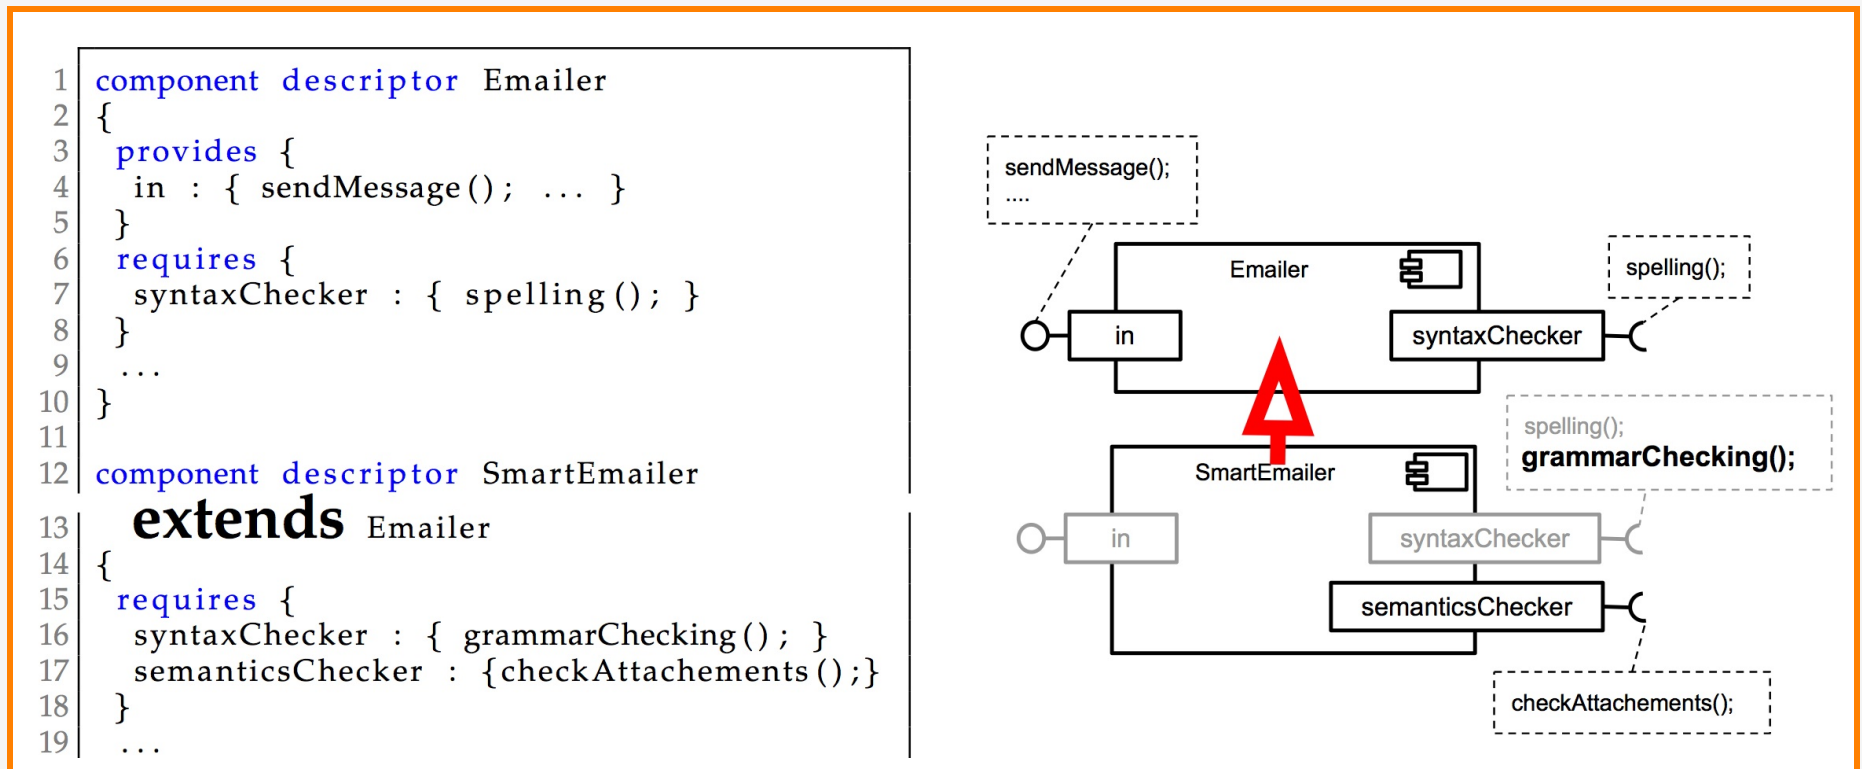 1 component descriptor Emailer
2 {
3 provides {
4 in : { sendMessage(); ... }
5 }
6 requires {
7 syntaxChecker : { spelling(); }
8 }
9 ...
10 }
11
12 component descriptor SmartEmailer
13 extends Emailer
14 {
15 requires {
16 syntaxChecker : { grammarChecking(); }
17 semanticsChecker : {checkAttachements();}
18 }
19 ...
sendMessage();
....
Emailer
spelling();
in
syntaxChecker
spelling();
grammarChecking();
SmartEmailer
in
syntaxChecker
semanticsChecker
checkAttachements();